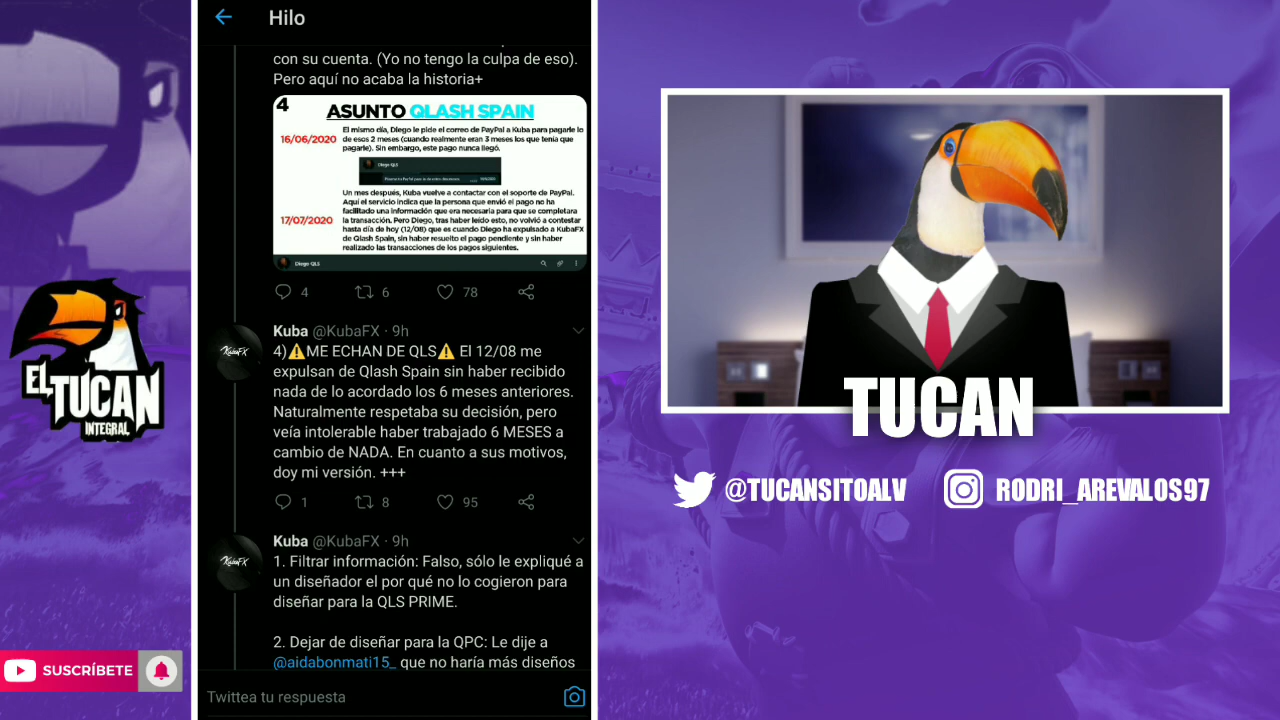 Hilo
con su cuenta. (Yo no tengo la culpa de eso).
Pero aquí no acaba la historia+
4
ASUNTO QLASH SPAIN
16/06/2020
El mismo día, Diego le pide el correo de PayPal a Kuba para pagarle lo
de esos 2 meses (cuando realmente eran 3 meses los que tenía que
pagarle). Sin embargo, este pago nunca llegó.
Diego QLS
17/07/2020
Un mes después, Kuba vuelve a contactar con el soporte de PayPal.
Aquí el servicio indica que la persona que envió el pago no ha
facilitado una información que era necesaria para que se completara
la transacción. Pero Diego, tras haber leído esto, no volvió a contestar
hasta día de hoy (12/08) que es cuando Diego ha expulsado a KubaFX
de Qlash Spain, sin haber resuelto el pago pendiente y sin haber
realizado las transacciones de los pagos siguientes.
Diego QLS
4 6 78
Kuba @KubaFX · 9h
KubaFX
4)⚠ME ECHAN DE QLS⚠ El 12/08 me
expulsan de Qlash Spain sin haber recibido
nada de lo acordado los 6 meses anteriores.
Naturalmente respetaba su decisión, pero
veía intolerable haber trabajado 6 MESES a
cambio de NADA. En cuanto a sus motivos,
doy mi versión. +++
1 8 95
Kuba @KubaFX · 9h
KubaFX
1. Filtrar información: Falso, sólo le expliqué a
un diseñador el por qué no lo cogieron para
diseñar para la QLS PRIME.
2. Dejar de diseñar para la QPC: Le dije a
@aidabonmati15_ que no haría más diseños
Twittea tu respuesta
EL
TUCAN
INTEGRAL
SUSCRÍBETE
TUCAN
@TUCANSITOALV
RODRI_AREVALOS97